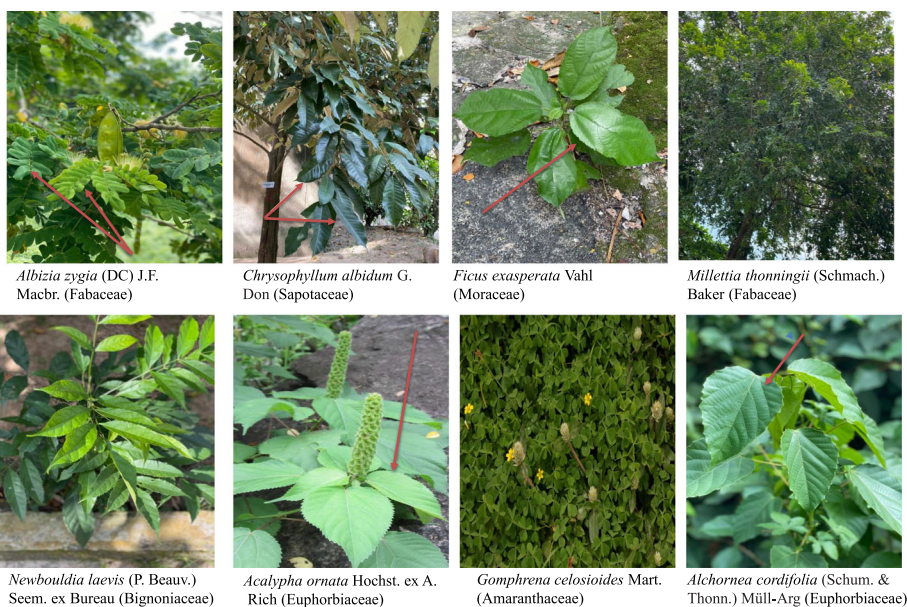 Albizia zygia (DC) J.F.
Macbr. (Fabaceae)
Chrysophyllum albidum G.
Don (Sapotaceae)
Ficus exasperata Vahl
(Moraceae)
Millettia thonningii (Schmach.)
Baker (Fabaceae)
Newbouldia laevis (P. Beauv.)
Seem. ex Bureau (Bignoniaceae)
Acalypha ornata Hochst. ex A.
Rich (Euphorbiaceae)
Gomphrena celosioides Mart.
(Amaranthaceae)
Alchornea cordifolia (Schum. &
Thonn.) Müll-Arg (Euphorbiaceae)